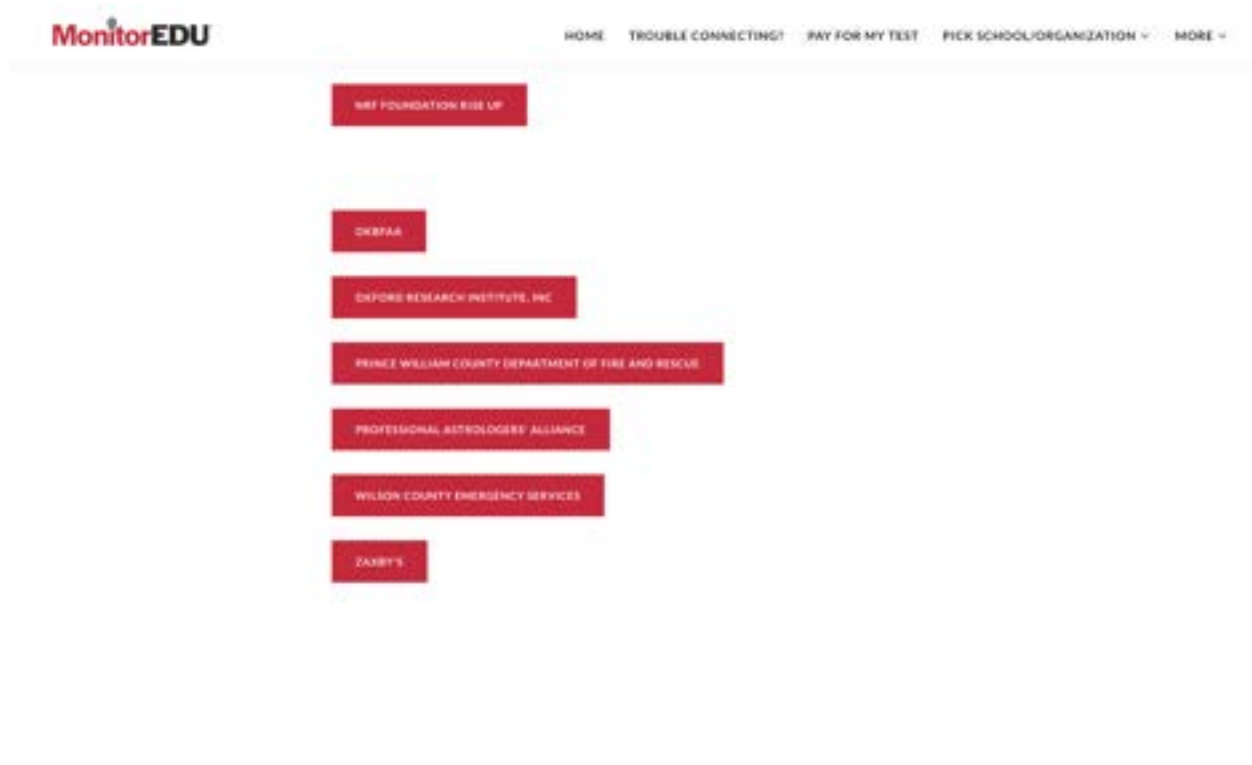 MonitorEDU
HOME TROUBLE CONNECTING? PAY FOR MY TEST PICK SCHOOL/ORGANIZATION MORE
NRF FOUNDATION RISE UP
OKBFAA
OXFORD RESEARCH INSTITUTE, INC
PRINCE WILLIAM COUNTY DEPARTMENT OF FIRE AND RESCUE
PROFESSIONAL ASTROLOGERS' ALLIANCE
WILSON COUNTY EMERGENCY SERVICES
ZAXBY'S